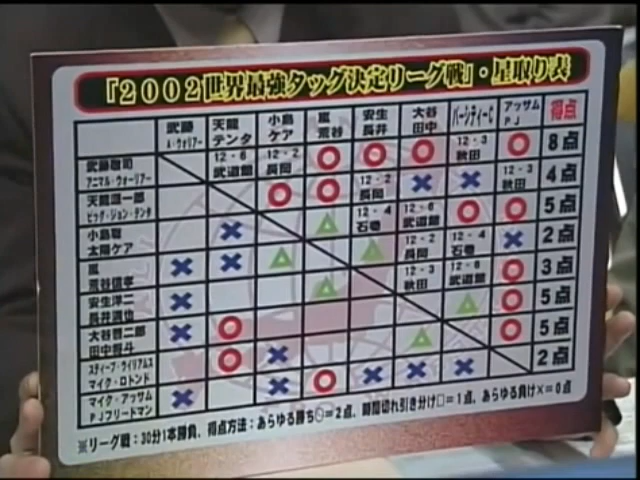 『2002世界最強タッグ決定リーグ戦』・星取り表
武藤 A・ウォリアー 天龍 テンタ 小島 ケア 嵐 荒谷 安生 長井 大谷 田中 バーシティーC アッサム PJ 得点
武藤敬司 アニマル・ウォーリアー 12・6 武道館 12・2 長岡 ○ ○ ○ 12・3 秋田 ○ 8点
天龍源一郎 ビッグ・ジョン・テンタ ○ ○ 12・2 長岡 × × 12・3 秋田 4点
小島聡 太陽ケア × △ 12・4 石巻 12・6 武道館 ○ ○ 5点
嵐 荒谷信孝 × × △ △ 12・2 長岡 12・4 石巻 × 2点
安生洋二 長井満也 × △ 12・3 秋田 12・6 武道館 ○ 3点
大谷晋二郎 田中将斗 × ○ △ ○ 5点
スティーブ・ウイリアムス マイク・ロトンド ○ × △ ○ 5点
マイク・アッサム PJフリードマン × × ○ × × × 2点
※リーグ戦：30分1本勝負、得点方法：あらゆる勝ち○＝2点、時間切れ引き分け□＝1点、あらゆる負け×＝0点